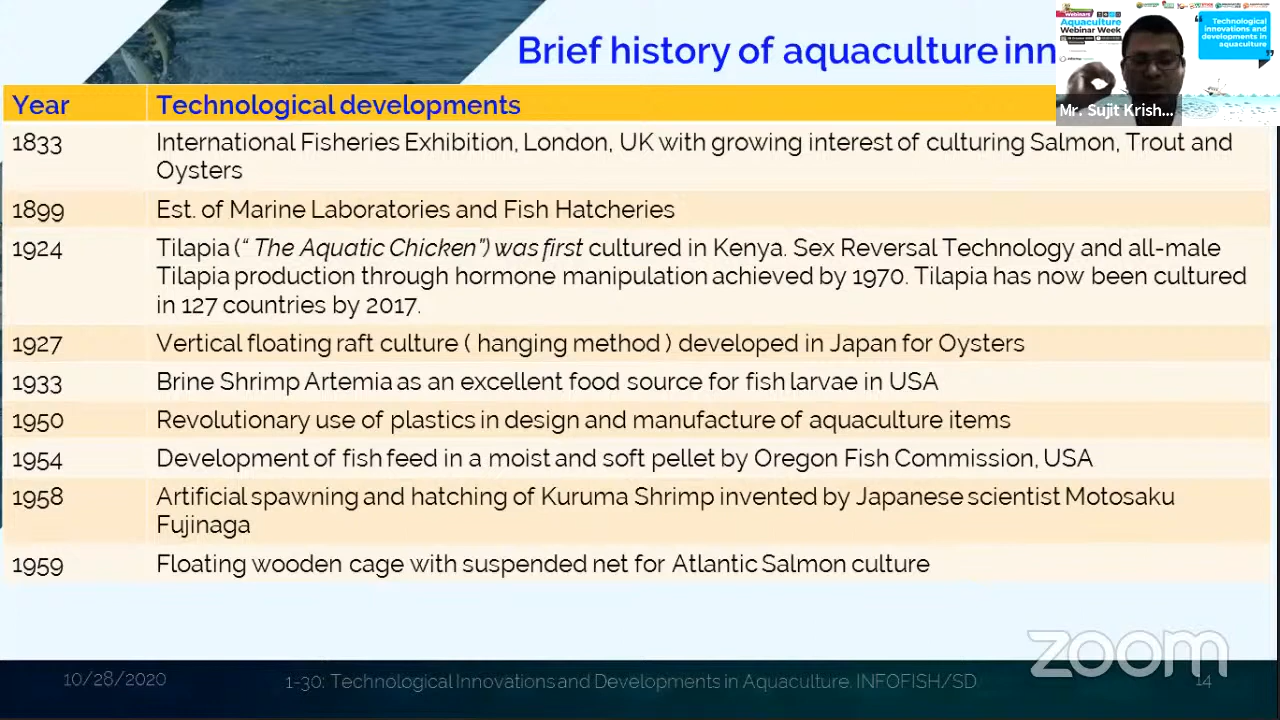 Brief history of aquaculture inn
Webinars
Aquaculture
Webinar Week
Technological
innovations and
developments in
aquaculture
Mr. Sujit Krish...
Year Technological developments
1833 International Fisheries Exhibition, London, UK with growing interest of culturing Salmon, Trout and
Oysters
1899 Est. of Marine Laboratories and Fish Hatcheries
1924 Tilapia (“ The Aquatic Chicken”) was first cultured in Kenya. Sex Reversal Technology and all-male
Tilapia production through hormone manipulation achieved by 1970. Tilapia has now been cultured
in 127 countries by 2017.
1927 Vertical floating raft culture ( hanging method ) developed in Japan for Oysters
1933 Brine Shrimp Artemia as an excellent food source for fish larvae in USA
1950 Revolutionary use of plastics in design and manufacture of aquaculture items
1954 Development of fish feed in a moist and soft pellet by Oregon Fish Commission, USA
1958 Artificial spawning and hatching of Kuruma Shrimp invented by Japanese scientist Motosaku
Fujinaga
1959 Floating wooden cage with suspended net for Atlantic Salmon culture
zoom
10/28/2020 1-30: Technological Innovations and Developments in Aquaculture. INFOFISH/SD 14